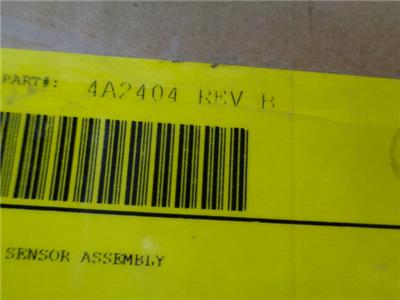 PART#: 4A2404 REV
SENSOR ASSEMBLY